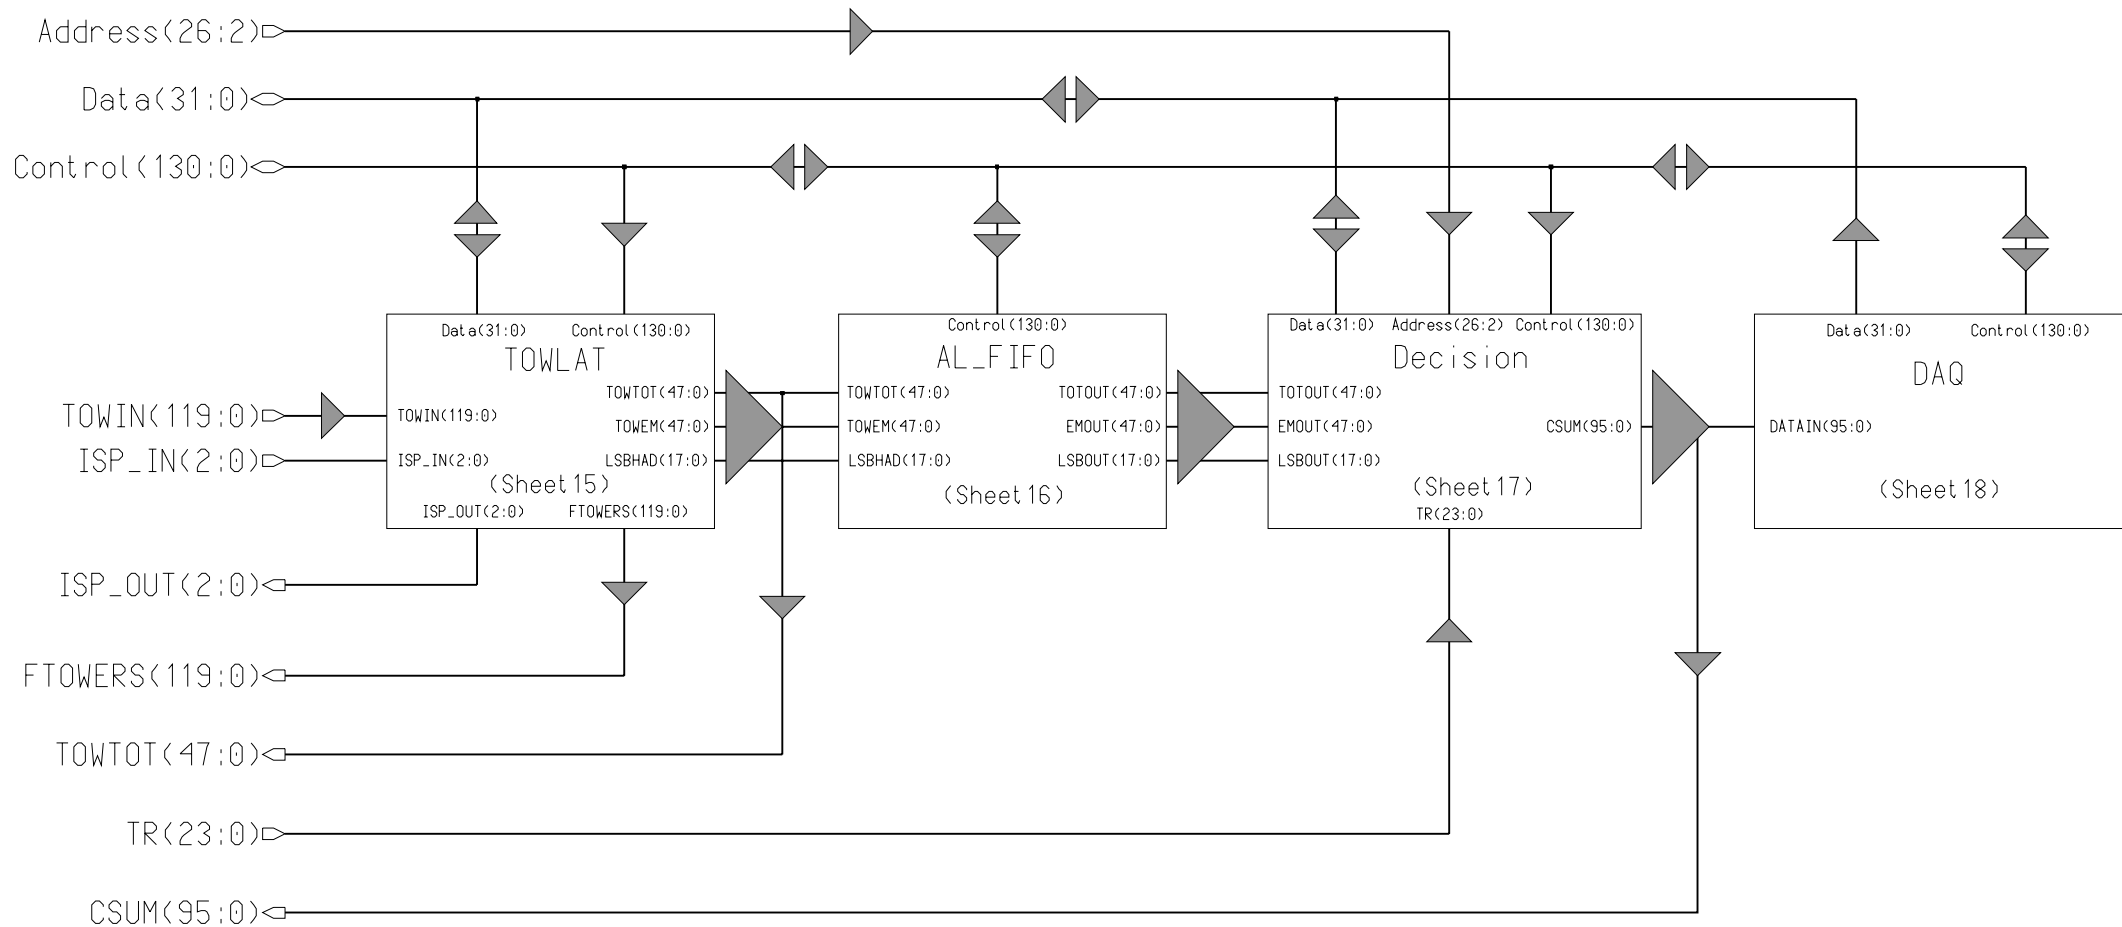 Address(26:2)
Data(31:0)
Control(130:0)
Data(31:0) Control(130:0)
TOWLAT
TOWTOT(47:0)
TOWIN(119:0) TOWIN(119:0)
TOWEM(47:0)
ISP_IN(2:0) ISP_IN(2:0) LSBHAD(17:0)
(Sheet15)
ISP_OUT(2:0) FTOWERS(119:0)
Control(130:0)
AL_FIFO
TOWTOT(47:0) TOTOUT(47:0)
TOWEM(47:0) EMOUT(47:0)
LSBHAD(17:0) LSBOUT(17:0)
(Sheet16)
Data(31:0) Address(26:2) Control(130:0)
Decision
TOTOUT(47:0)
EMOUT(47:0) CSUM(95:0)
LSBOUT(17:0)
(Sheet17)
TR(23:0)
Data(31:0) Control(130:0)
DAQ
DATAIN(95:0)
(Sheet18)
ISP_OUT(2:0)
FTOWERS(119:0)
TOWTOT(47:0)
TR(23:0)
CSUM(95:0)